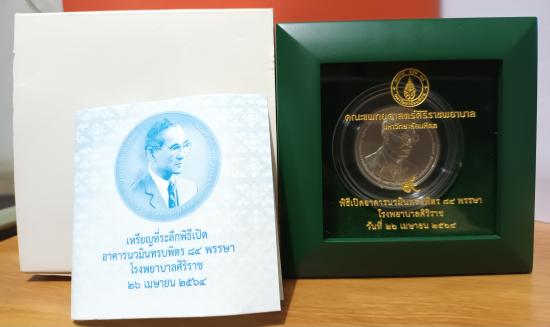 เหรียญที่ระลึกพิธีเปิด
อาคารนวมินทรบพิตร ๘๔ พรรษา
โรงพยาบาลศิริราช
๒๖ เมษายน ๒๕๖๔
คณะแพทยศาสตร์ศิริราชพยาบาล
มหาวิทยาลัยมหิดล
พิธีเปิดอาคารนวมินทรบพิตร ๘๔ พรรษา
โรงพยาบาลศิริราช
วันที่ ๒๖ เมษายน ๒๕๖๔